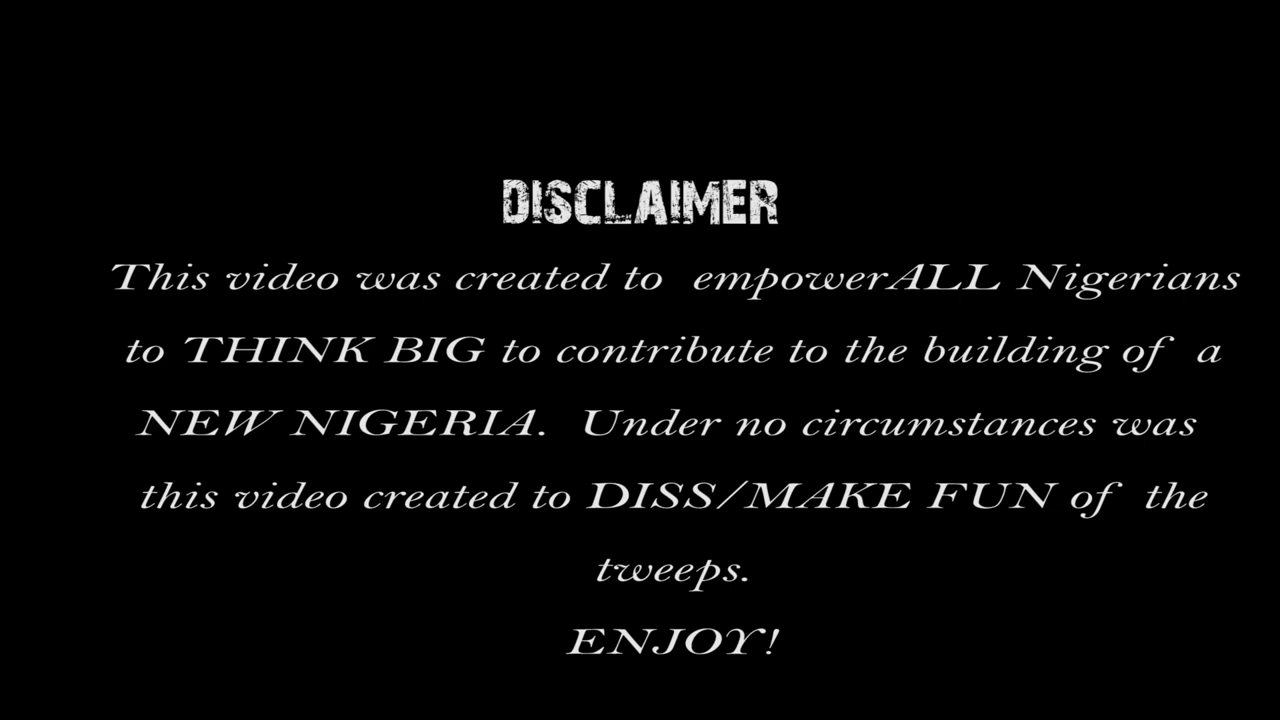 DISCLAIMER
This video was created to empowerALL Nigerians
to THINK BIG to contribute to the building of a
NEW NIGERIA. Under no circumstances was
this video created to DISS/MAKE FUN of the
tweeps.
ENJOY!